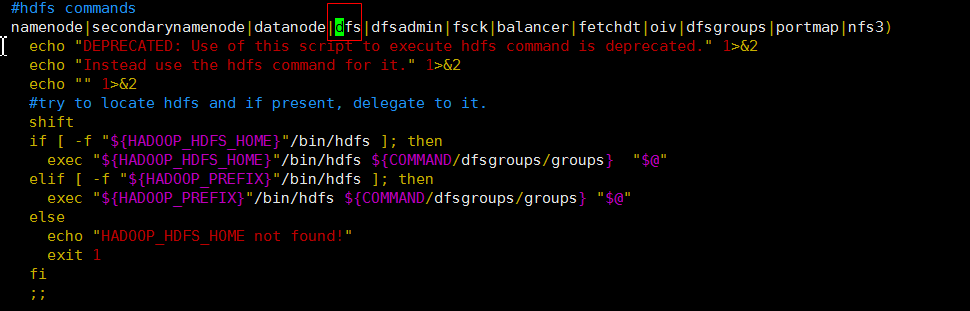 #hdfs commands
namenode|secondarynamenode|datanode|dfs|dfsadmin|fsck|balancer|fetchdt|oiv|dfsgroups|portmap|nfs3)
  echo "DEPRECATED: Use of this script to execute hdfs command is deprecated." 1>&2
  echo "Instead use the hdfs command for it." 1>&2
  echo "" 1>&2
  #try to locate hdfs and if present, delegate to it.
  shift
  if [ -f "${HADOOP_HDFS_HOME}"/bin/hdfs ]; then
    exec "${HADOOP_HDFS_HOME}"/bin/hdfs ${COMMAND/dfsgroups/groups}  "$@"
  elif [ -f "${HADOOP_PREFIX}"/bin/hdfs ]; then
    exec "${HADOOP_PREFIX}"/bin/hdfs ${COMMAND/dfsgroups/groups} "$@"
  else
    echo "HADOOP_HDFS_HOME not found!"
    exit 1
  fi
  ;;